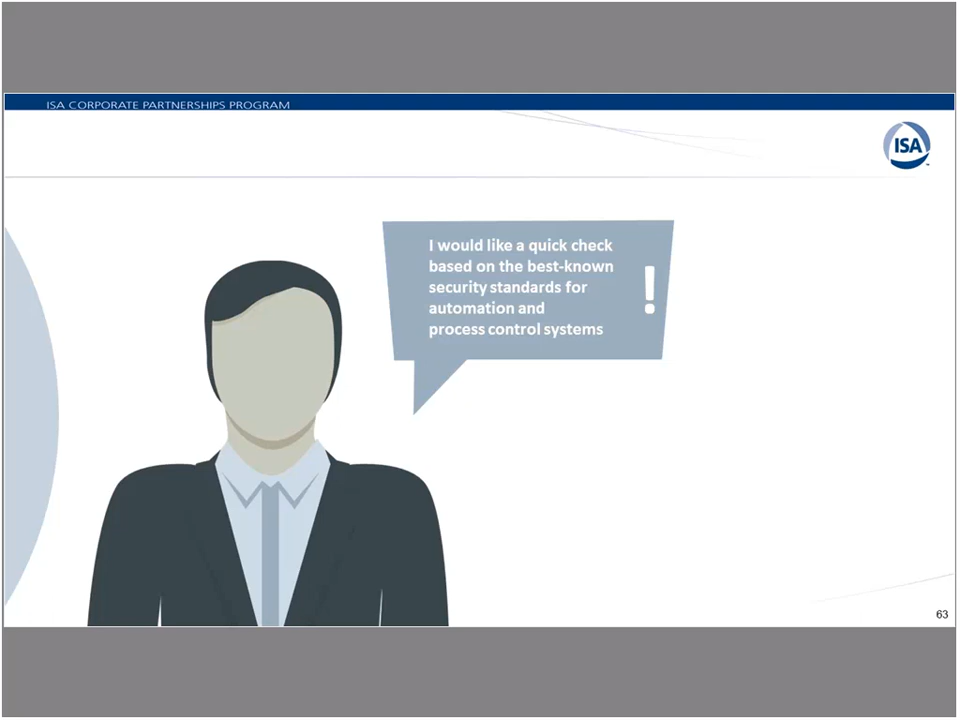 ISA CORPORATE PARTNERSHIPS PROGRAM
ISA
I would like a quick check
based on the best-known
security standards for
automation and
process control systems
!
63